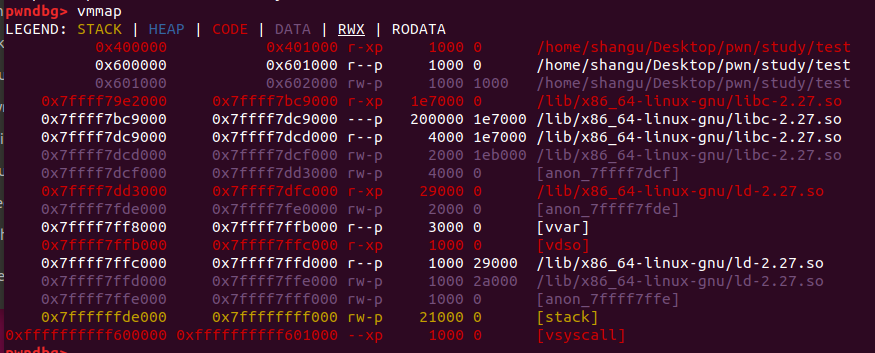 pwndbg> vmmap
LEGEND: STACK | HEAP | CODE | DATA | RWX | RODATA
0x400000 0x401000 r-xp 1000 0 /home/shangu/Desktop/pwn/study/test
0x600000 0x601000 r--p 1000 0 /home/shangu/Desktop/pwn/study/test
0x601000 0x602000 rw-p 1000 1000 /home/shangu/Desktop/pwn/study/test
0x7ffff79e2000 0x7ffff7bc9000 r-xp 1e7000 0 /lib/x86_64-linux-gnu/libc-2.27.so
0x7ffff7bc9000 0x7ffff7dc9000 ---p 200000 1e7000 /lib/x86_64-linux-gnu/libc-2.27.so
0x7ffff7dc9000 0x7ffff7dcd000 r--p 4000 1e7000 /lib/x86_64-linux-gnu/libc-2.27.so
0x7ffff7dcd000 0x7ffff7dcf000 rw-p 2000 1eb000 /lib/x86_64-linux-gnu/libc-2.27.so
0x7ffff7dcf000 0x7ffff7dd3000 rw-p 4000 0 [anon_7ffff7dcf]
0x7ffff7dd3000 0x7ffff7dfc000 r-xp 29000 0 /lib/x86_64-linux-gnu/ld-2.27.so
0x7ffff7fde000 0x7ffff7fe0000 rw-p 2000 0 [anon_7ffff7fde]
0x7ffff7ff8000 0x7ffff7ffb000 r--p 3000 0 [vvar]
0x7ffff7ffb000 0x7ffff7ffc000 r-xp 1000 0 [vdso]
0x7ffff7ffc000 0x7ffff7ffd000 r--p 1000 29000 /lib/x86_64-linux-gnu/ld-2.27.so
0x7ffff7ffd000 0x7ffff7ffe000 rw-p 1000 2a000 /lib/x86_64-linux-gnu/ld-2.27.so
0x7ffff7ffe000 0x7ffff7fff000 rw-p 1000 0 [anon_7ffff7ffe]
0x7ffffffde000 0x7ffffffff000 rw-p 21000 0 [stack]
0xffffffffff600000 0xffffffffff601000 --xp 1000 0 [vsyscall]
pwndbg>